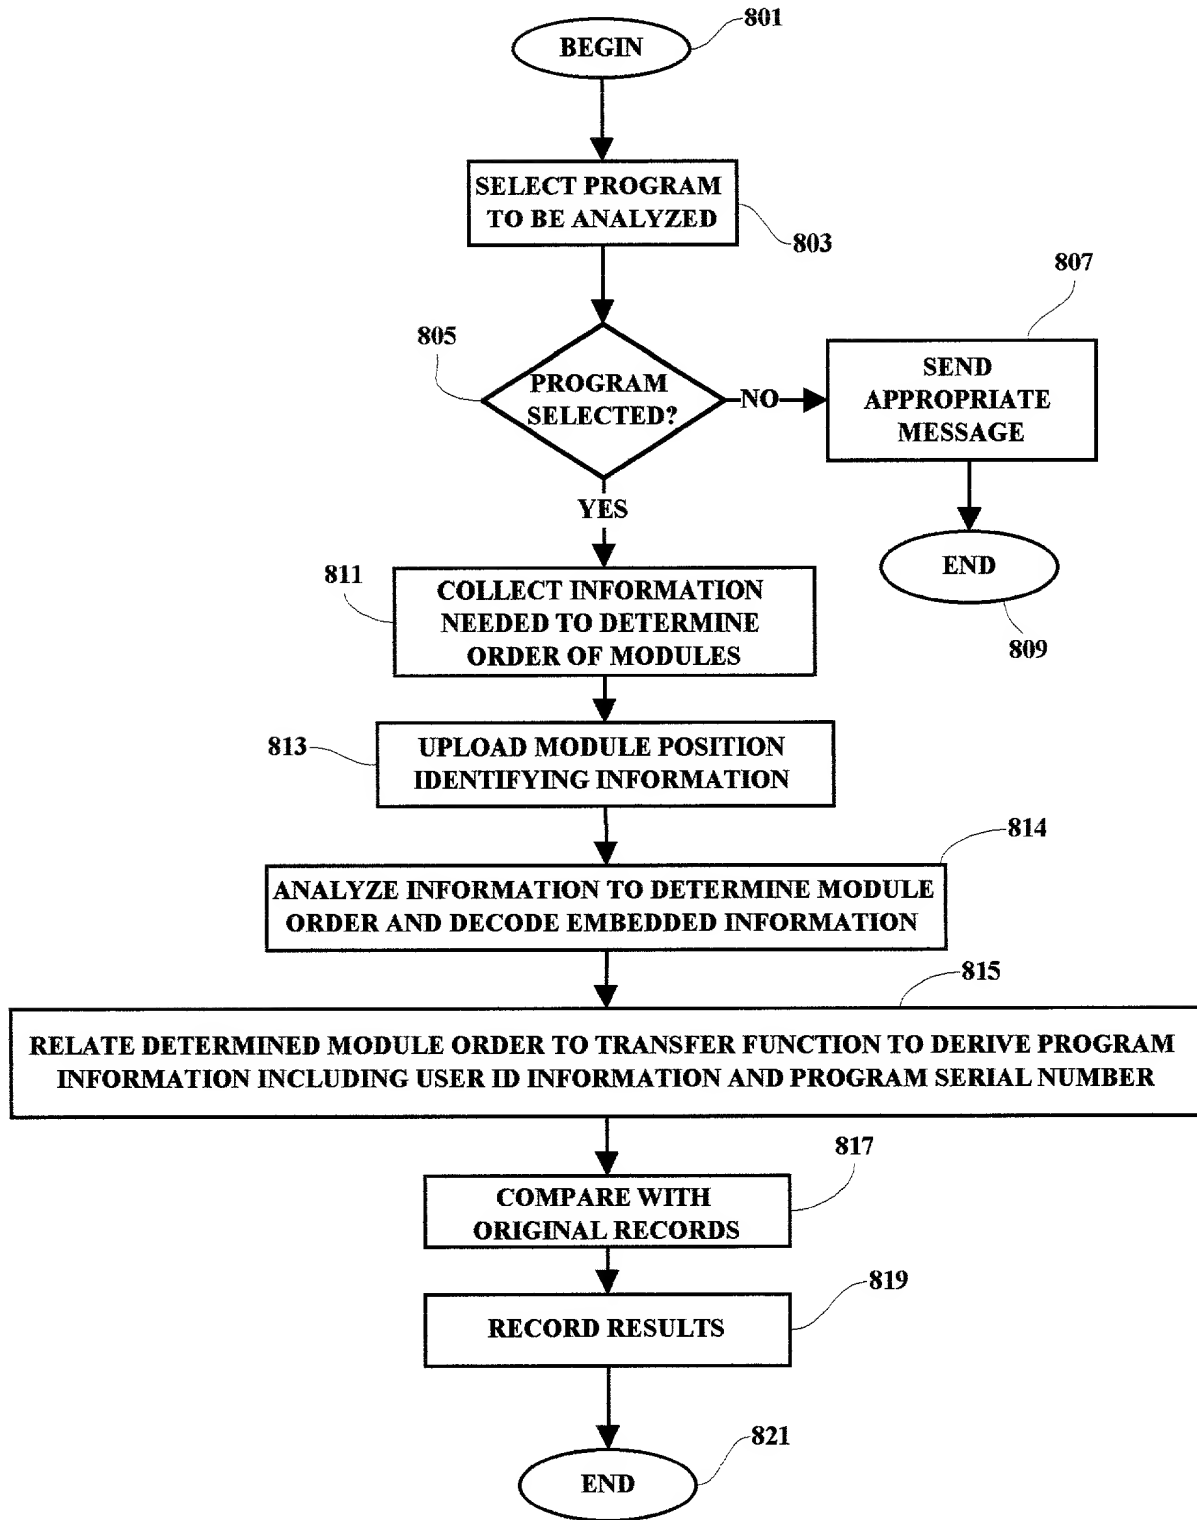 801
BEGIN
SELECT PROGRAM
TO BE ANALYZED
803
805
PROGRAM
SELECTED?
NO
807
SEND
APPROPRIATE
MESSAGE
YES
END
809
811
COLLECT INFORMATION
NEEDED TO DETERMINE
ORDER OF MODULES
813
UPLOAD MODULE POSITION
IDENTIFYING INFORMATION
814
ANALYZE INFORMATION TO DETERMINE MODULE
ORDER AND DECODE EMBEDDED INFORMATION
815
RELATE DETERMINED MODULE ORDER TO TRANSFER FUNCTION TO DERIVE PROGRAM
INFORMATION INCLUDING USER ID INFORMATION AND PROGRAM SERIAL NUMBER
817
COMPARE WITH
ORIGINAL RECORDS
819
RECORD RESULTS
821
END